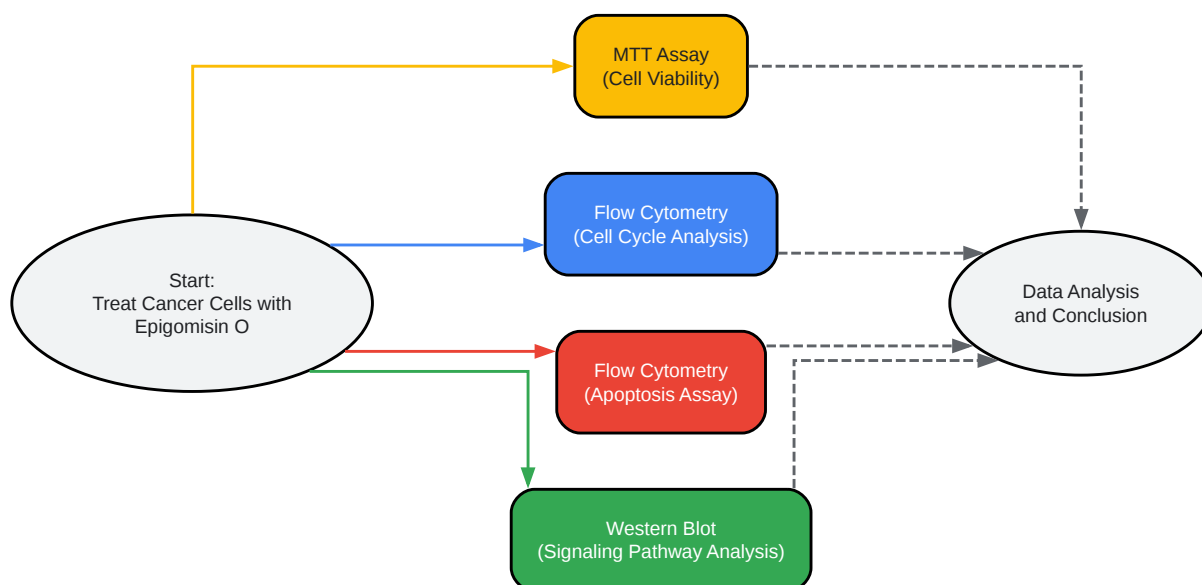 MTT Assay
(Cell Viability)
Flow Cytometry
(Cell Cycle Analysis)
Start:
Treat Cancer Cells with
Epigomisin O
Data Analysis
and Conclusion
Flow Cytometry
(Apoptosis Assay)
Western Blot
(Signaling Pathway Analysis)